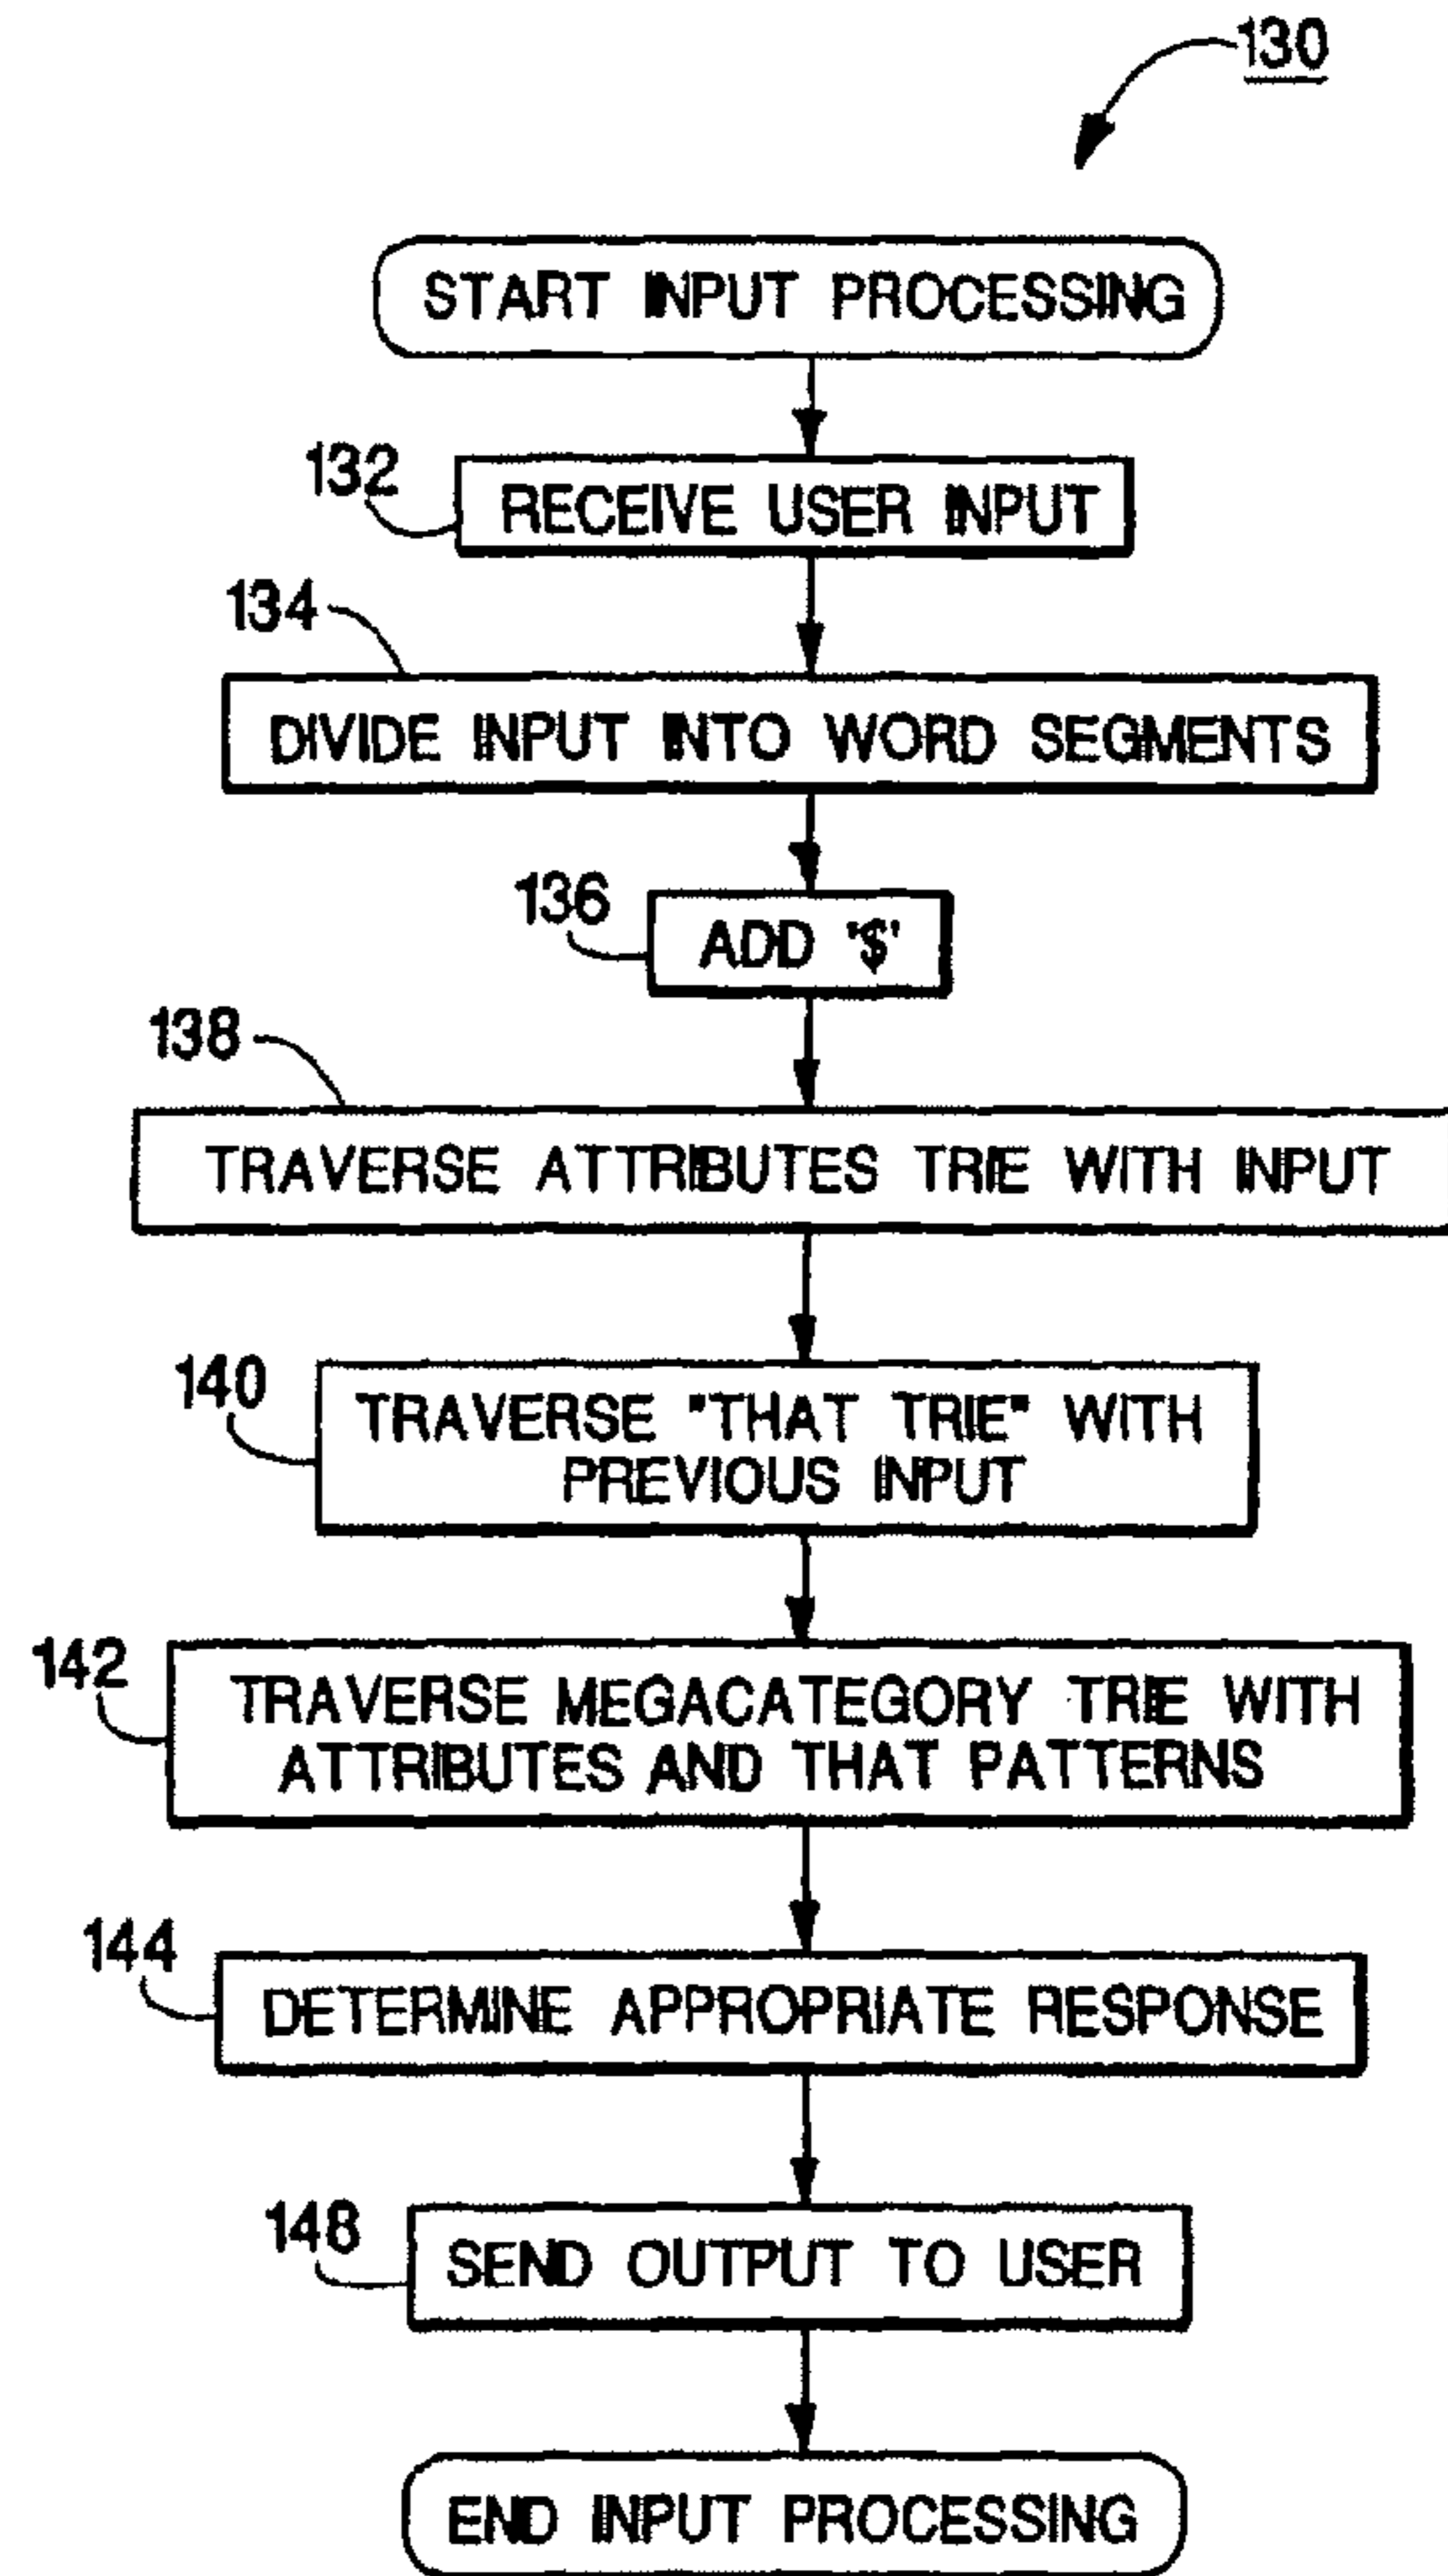 130
START INPUT PROCESSING
132
RECEIVE USER INPUT
134
DIVIDE INPUT INTO WORD SEGMENTS
136
ADD '$'
138
TRAVERSE ATTRIBUTES TRIE WITH INPUT
140
TRAVERSE "THAT TRIE" WITH
PREVIOUS INPUT
142
TRAVERSE MEGACATEGORY TRIE WITH
ATTRIBUTES AND THAT PATTERNS
144
DETERMINE APPROPRIATE RESPONSE
148
SEND OUTPUT TO USER
END INPUT PROCESSING